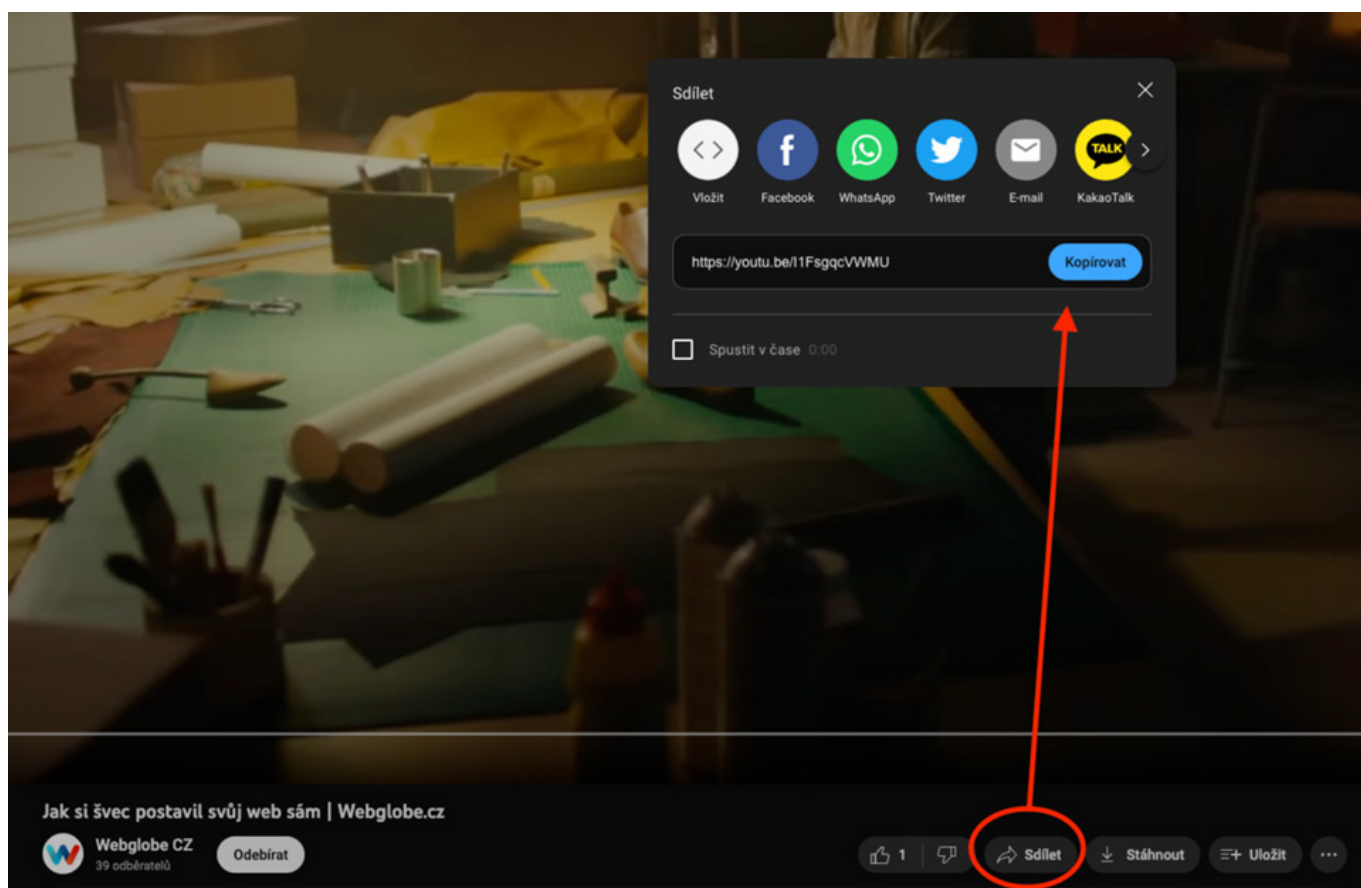 Sdílet
Vložit
Facebook
WhatsApp
Twitter
E-mail
TALK
KakaoTalk
https://youtu.be/I1FsgqcVWMU
Kopírovat
Spustit v čase 0:00
Jak si švec postavil svůj web sám | Webglobe.cz
Webglobe CZ
39 odběratelů
Odebírat
1
Sdílet
Stáhnout
Uložit